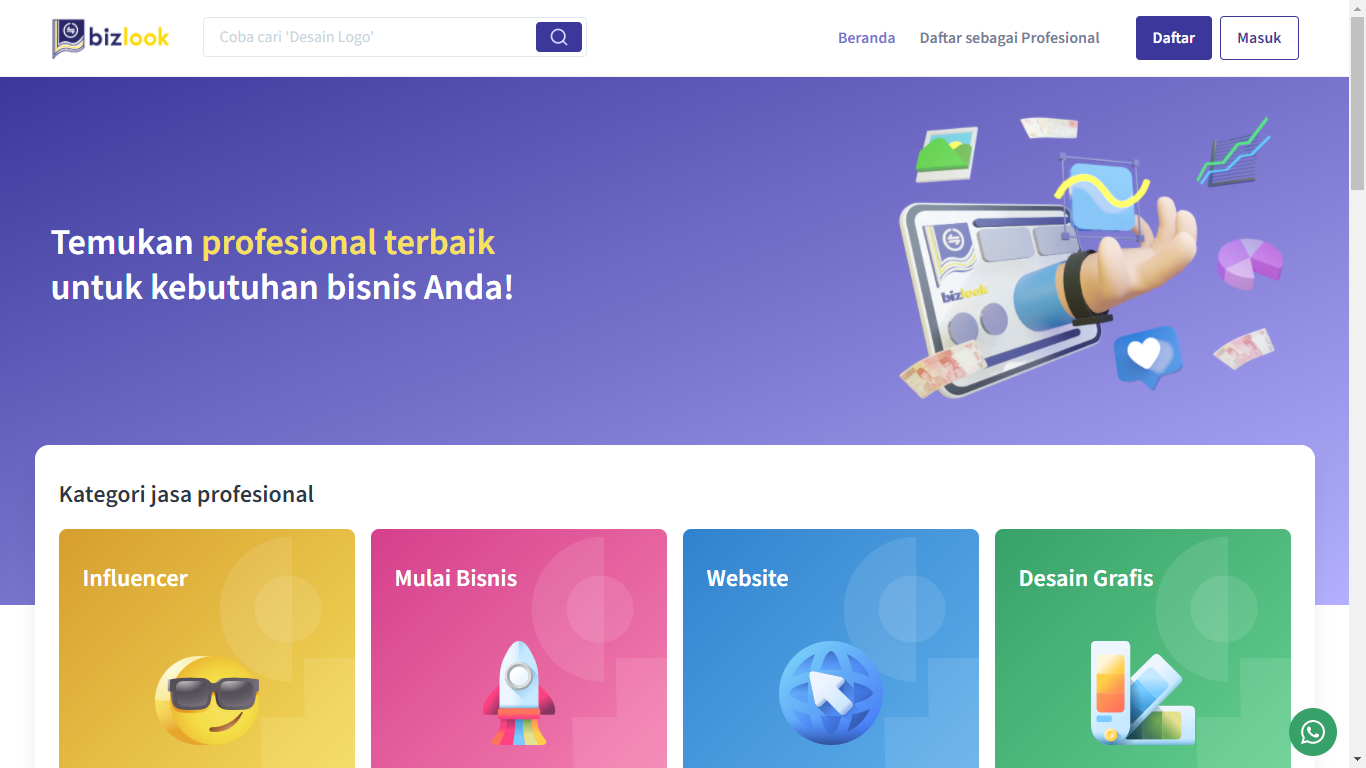 bizlook
Coba cari 'Desain Logo'
Beranda
Daftar sebagai Profesional
Daftar
Masuk
Temukan profesional terbaik
untuk kebutuhan bisnis Anda!
bizlook
Kategori jasa profesional
Influencer
Mulai Bisnis
Website
Desain Grafis